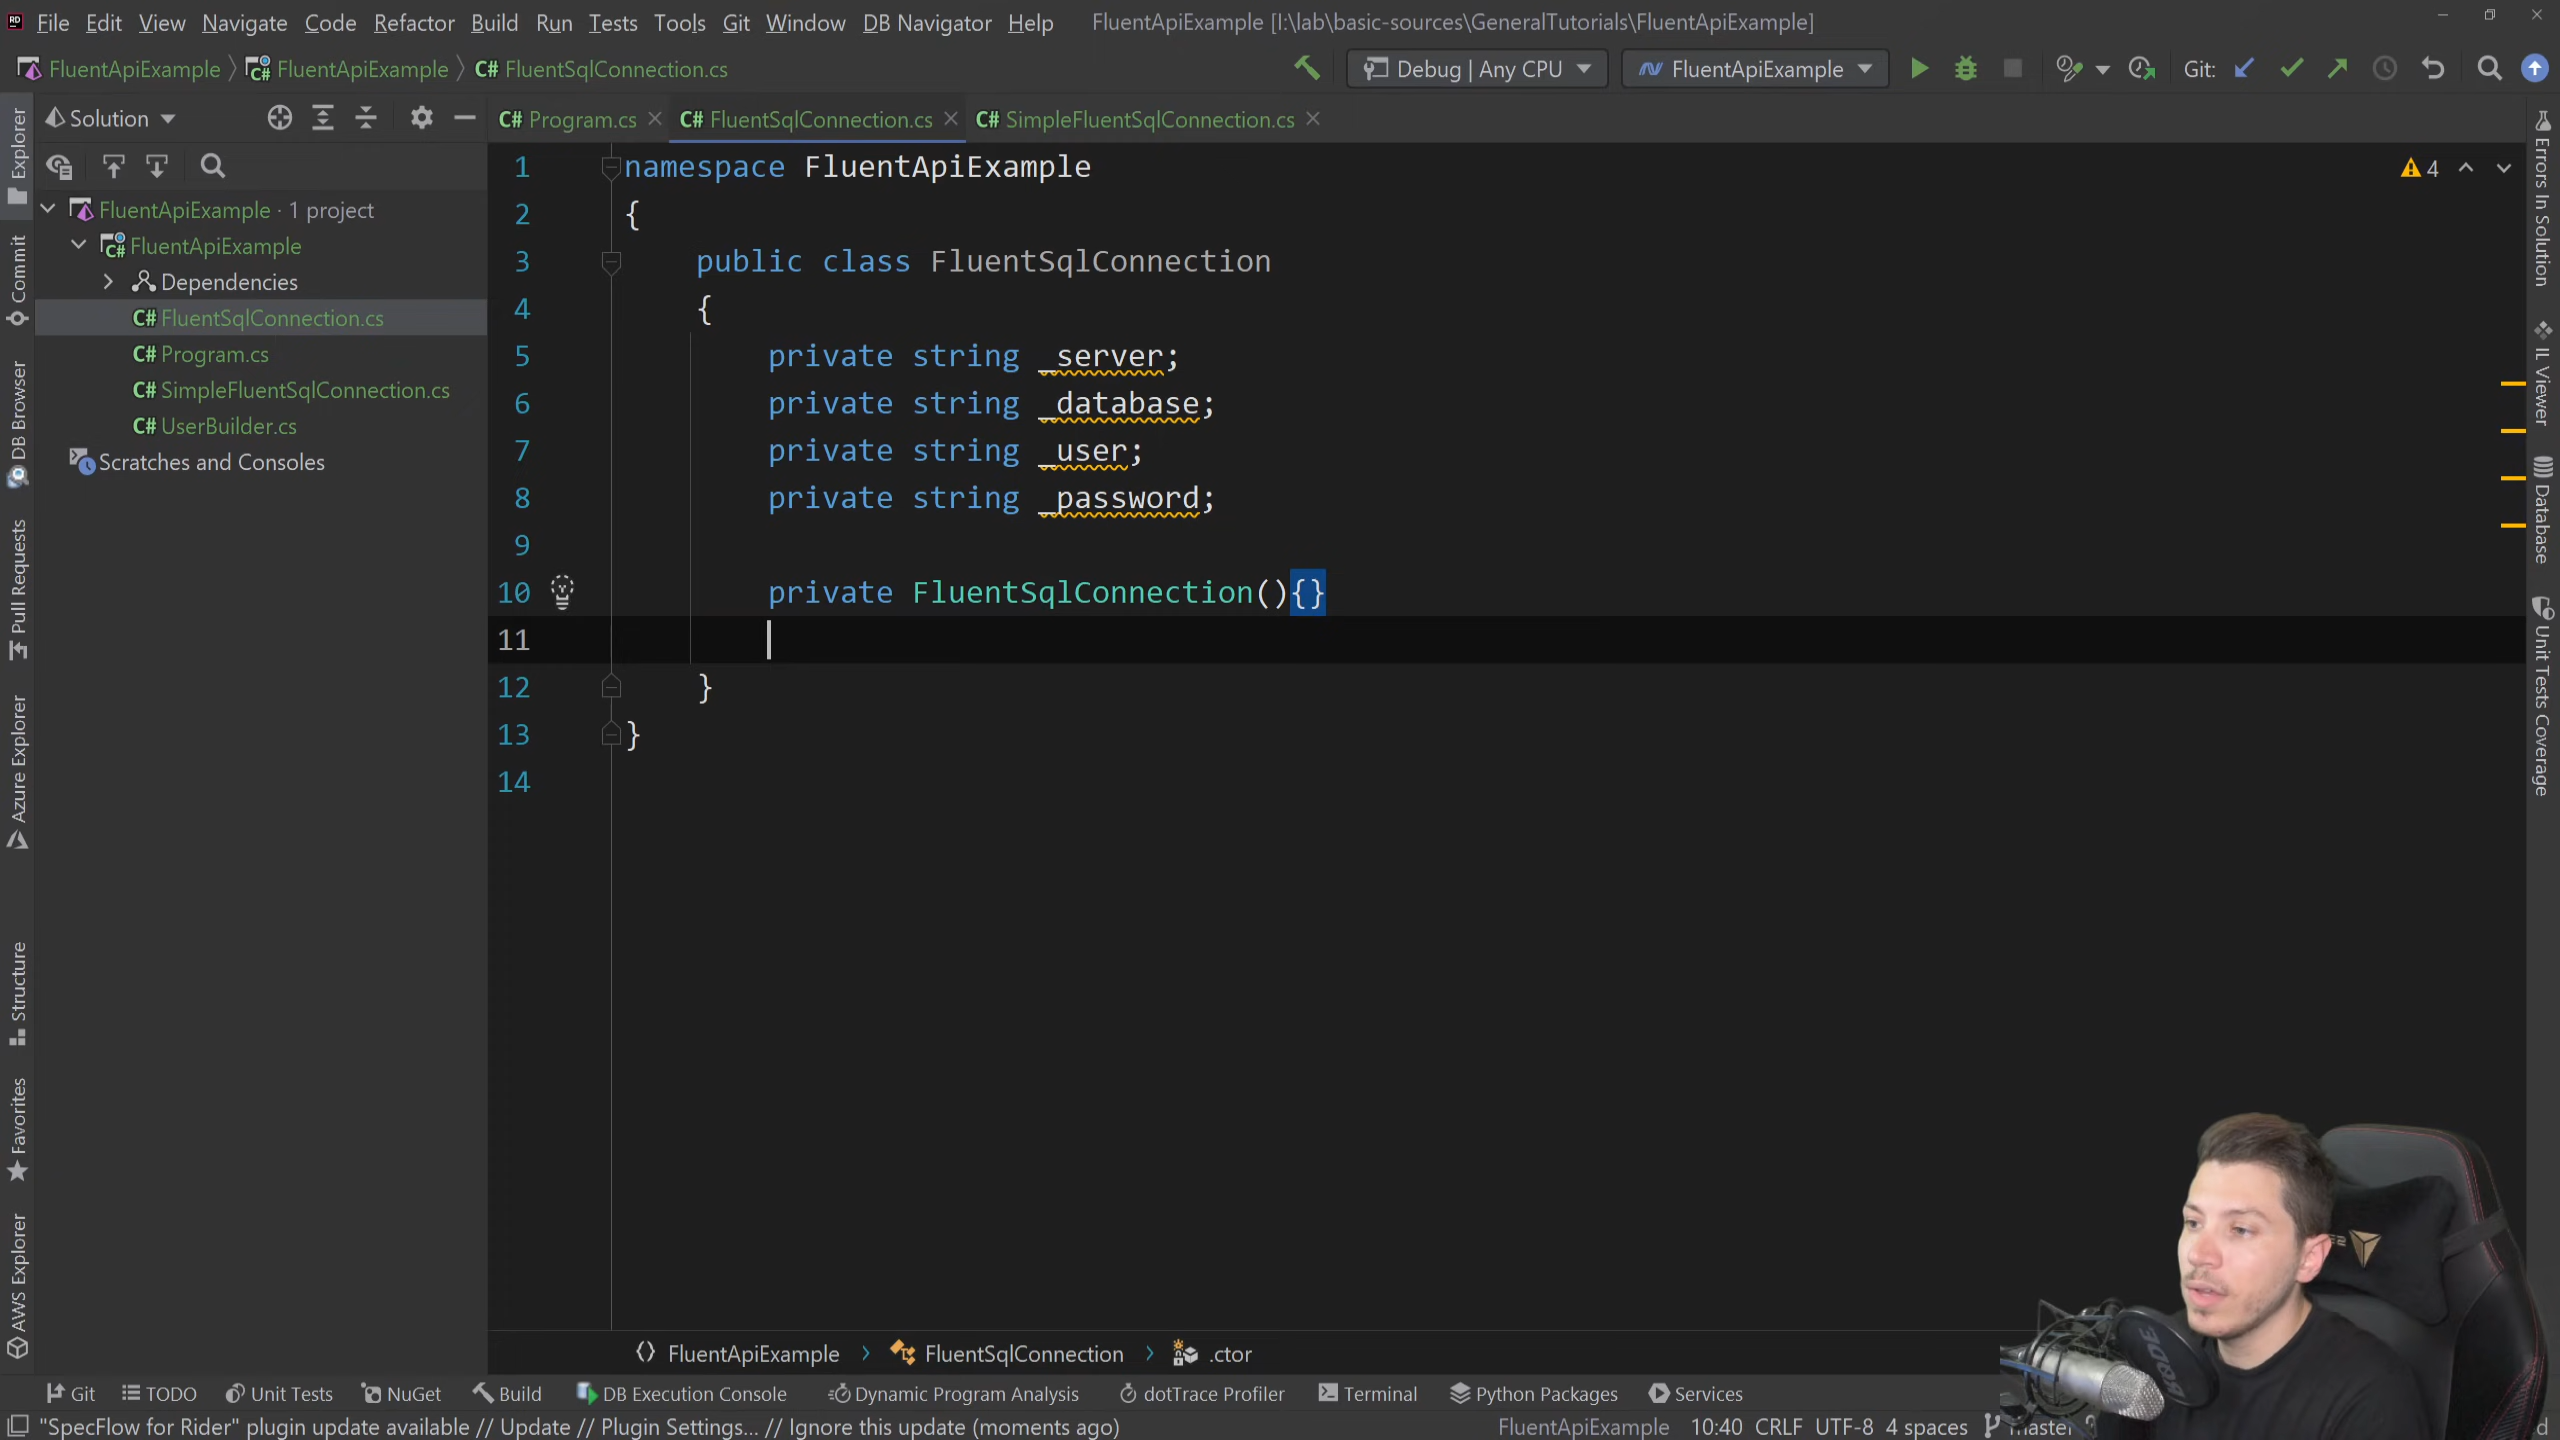 File Edit View Navigate Code Refactor Build Run Tests Tools Git Window DB Navigator Help FluentApiExample [I:\lab\basic-sources\GeneralTutorials\FluentApiExample]
FluentApiExample FluentApiExample C# FluentSqlConnection.cs Debug | Any CPU FluentApiExample Git:
Solution
C# Program.cs C# FluentSqlConnection.cs C# SimpleFluentSqlConnection.cs
FluentApiExample · 1 project
FluentApiExample
Dependencies
C# FluentSqlConnection.cs
C# Program.cs
C# SimpleFluentSqlConnection.cs
C# UserBuilder.cs
Scratches and Consoles
1 namespace FluentApiExample
2 {
3 public class FluentSqlConnection
4 {
5 private string _server;
6 private string _database;
7 private string _user;
8 private string _password;
9
10 private FluentSqlConnection(){}
11
12 }
13 }
14
4
Explorer
Commit
DB Browser
Pull Requests
Azure Explorer
Structure
Favorites
AWS Explorer
Errors In Solution
IL Viewer
Database
Unit Tests Coverage
RODE
FluentApiExample FluentSqlConnection .ctor
Git TODO Unit Tests NuGet Build DB Execution Console Dynamic Program Analysis dotTrace Profiler Terminal Python Packages Services
"SpecFlow for Rider" plugin update available // Update // Plugin Settings... // Ignore this update (moments ago) FluentApiExample 10:40 CRLF UTF-8 4 spaces master